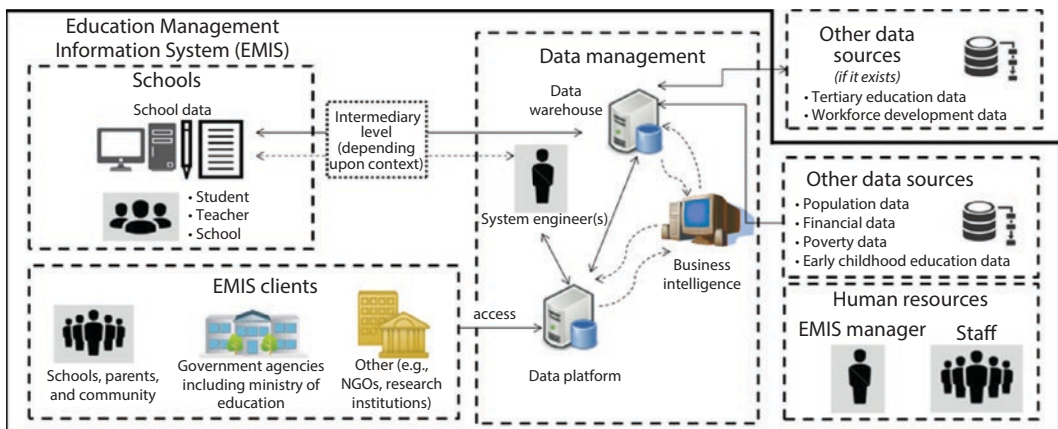 Education Management
Information System (EMIS)
Schools
School data
• Student
• Teacher
• School
Intermediary
level
(depending
upon context)
Data management
Data
warehouse
System engineer(s)
Business
intelligence
Data platform
Other data
sources
(if it exists)
• Tertiary education data
• Workforce development data
Other data sources
• Population data
• Financial data
• Poverty data
• Early childhood education data
EMIS clients
Schools, parents,
and community
Government agencies
including ministry of
education
Other (e.g.,
NGOs, research
institutions)
access
Human resources
EMIS manager
Staff